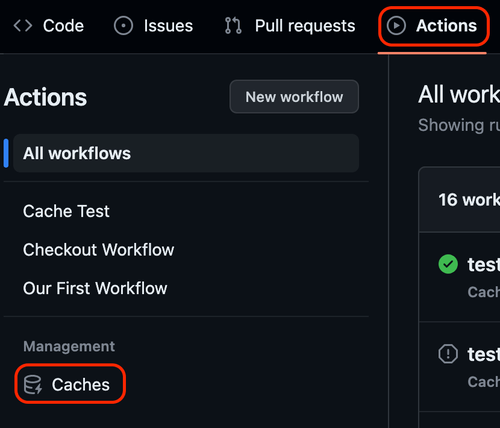 Code Issues Pull requests Actions
Actions
New workflow
All workflows
Cache Test
Checkout Workflow
Our First Workflow
Management
Caches
All work
Showing ru
16 work
test
Cach
test
Cach